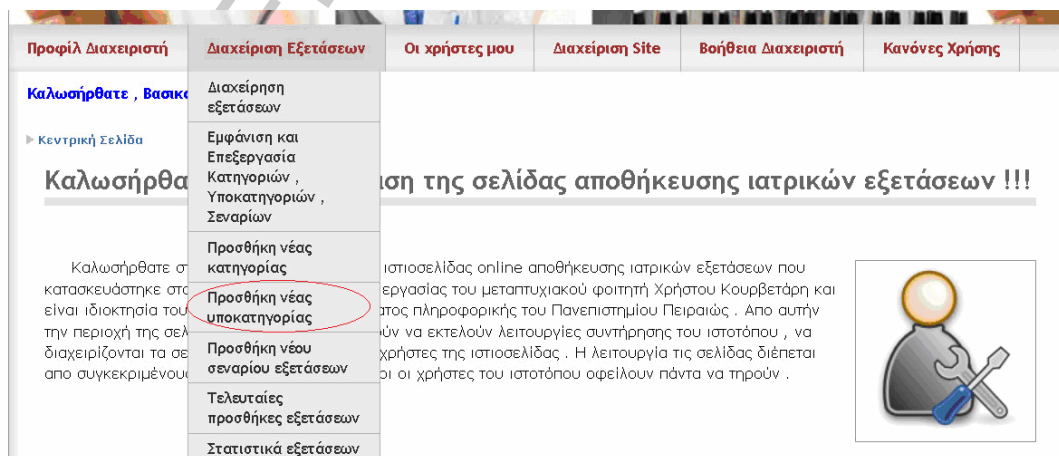 Προφίλ Διαχειριστή Διαχείριση Εξετάσεων Οι χρήστες μου Διαχείριση Site Βοήθεια Διαχειριστή Κανόνες Χρήσης
Καλωσήρθατε , Βασικ
Κεντρική Σελίδα
Διαχείρηση
εξετάσεων
Εμφάνιση και
Επεξεργασία
Κατηγοριών ,
Υποκατηγοριών ,
Σεναρίων
Προσθήκη νέας
κατηγορίας
Προσθήκη νέας
υποκατηγορίας
Προσθήκη νέου
σεναρίου εξετάσεων
Τελευταίες
προσθήκες εξετάσεων
Στατιστικά εξετάσεων
Καλωσήρθα ση της σελίδας αποθήκευσης ιατρικών εξετάσεων !!!
Καλωσήρθατε στ ιστιοσελίδας online αποθήκευσης ιατρικών εξετάσεων που
κατασκευάστηκε στα εργασίας του μεταπτυχιακού φοιτητή Χρήστου Κουρβετάρη και
είναι ιδιοκτησία του ατος πληροφορικής του Πανεπιστημίου Πειραιώς . Απο αυτήν
την περιοχή της σελ ούν να εκτελούν λειτουργίες συντήρησης του ιστοτόπου , να
διαχειρίζονται τα σε χρήστες της ιστιοσελίδας . Η λειτουργία τις σελίδας διέπεται
απο συγκεκριμένου οι οι χρήστες του ιστοτόπου οφείλουν πάντα να τηρούν .